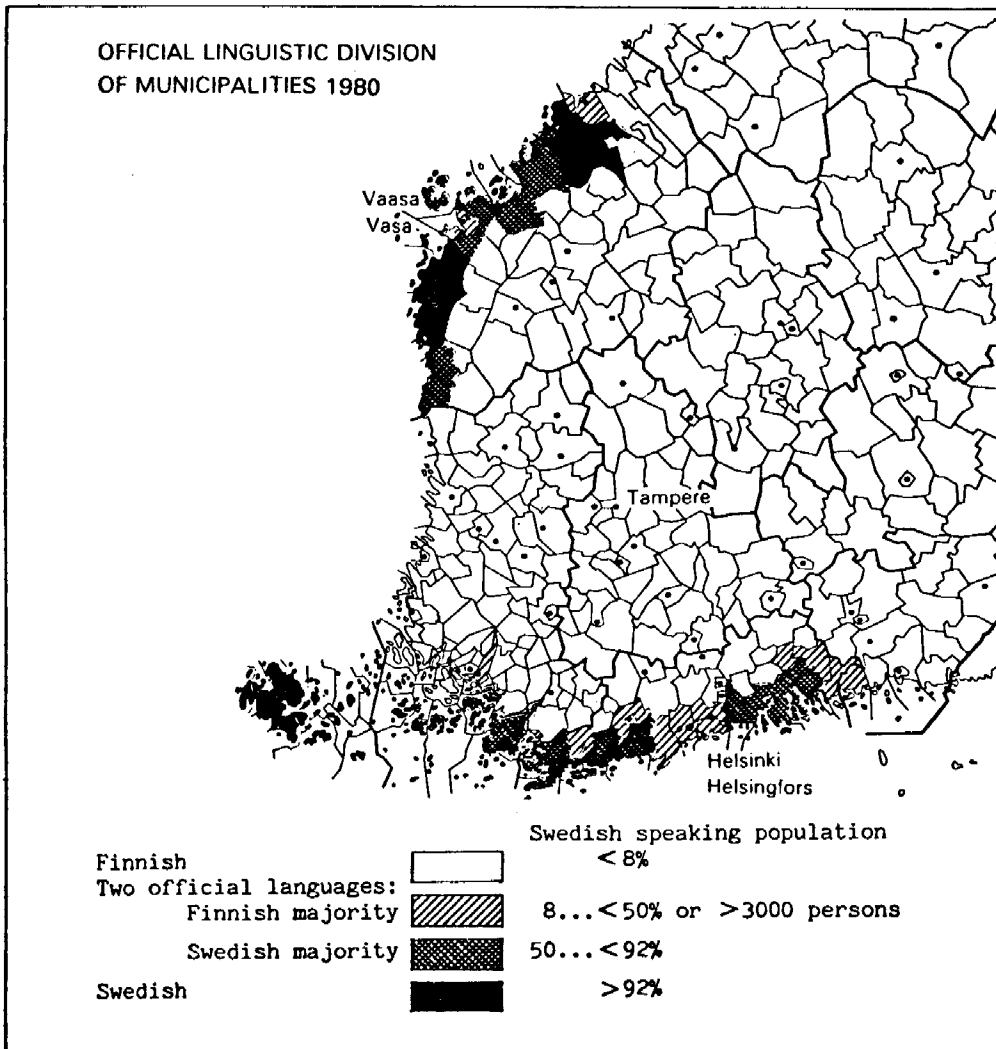 OFFICIAL LINGUISTIC DIVISION
OF MUNICIPALITIES 1980
Vaasa
Vasa
Tampere
Helsinki
Helsingfors
Swedish speaking population
Finnish <8%
Two official languages:
Finnish majority 8...<50% or >3000 persons
Swedish majority 50...<92%
Swedish >92%